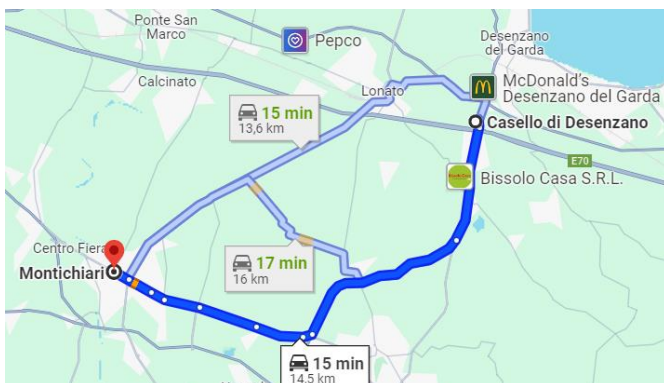 Ponte San
Marco
Pepco
Desenzano
del Garda
Calcinato
Lonato
McDonald's
Desenzano del Garda
15 min
13,6 km
Casello di Desenzano
E70
Bissolo Casa S.R.L.
Centro Fiera
Montichiari
17 min
16 km
15 min
14,5 km